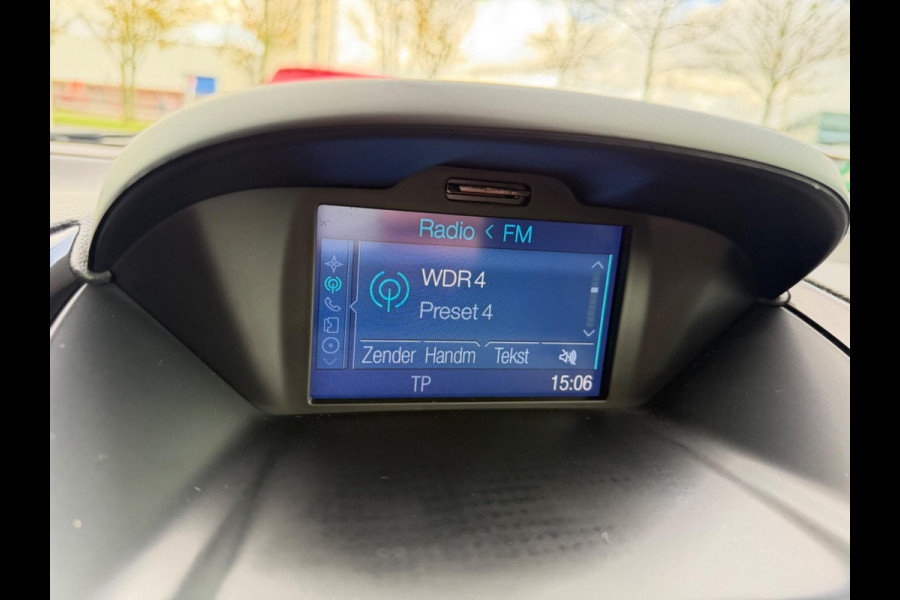 Radio < FM
WDR 4
Preset 4
Zender Handm Tekst
TP 15:06